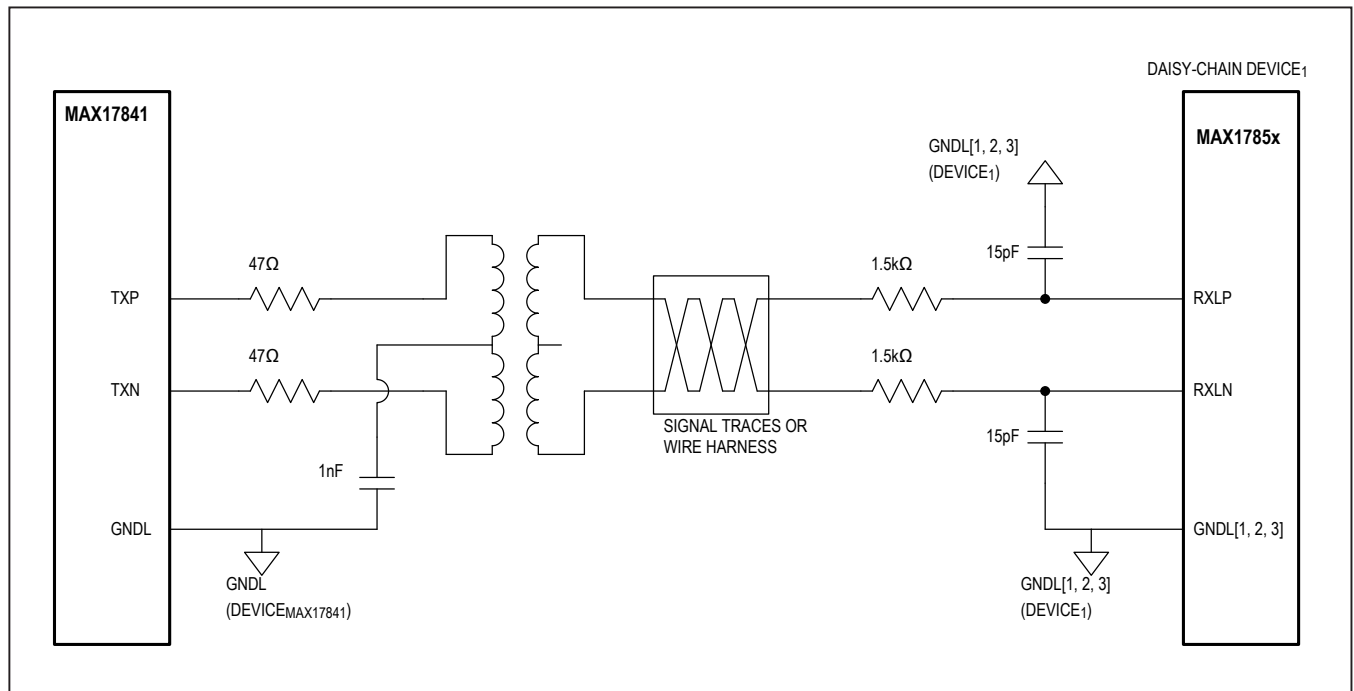 DAISY-CHAIN DEVICE1
MAX17841
MAX1785x
GNDL[1, 2, 3]
(DEVICE1)
47Ω
1.5kΩ
15pF
TXP
RXLP
47Ω
1.5kΩ
TXN
RXLN
SIGNAL TRACES OR
WIRE HARNESS
15pF
1nF
GNDL
GNDL[1, 2, 3]
GNDL
(DEVICEMAX17841)
GNDL[1, 2, 3]
(DEVICE1)